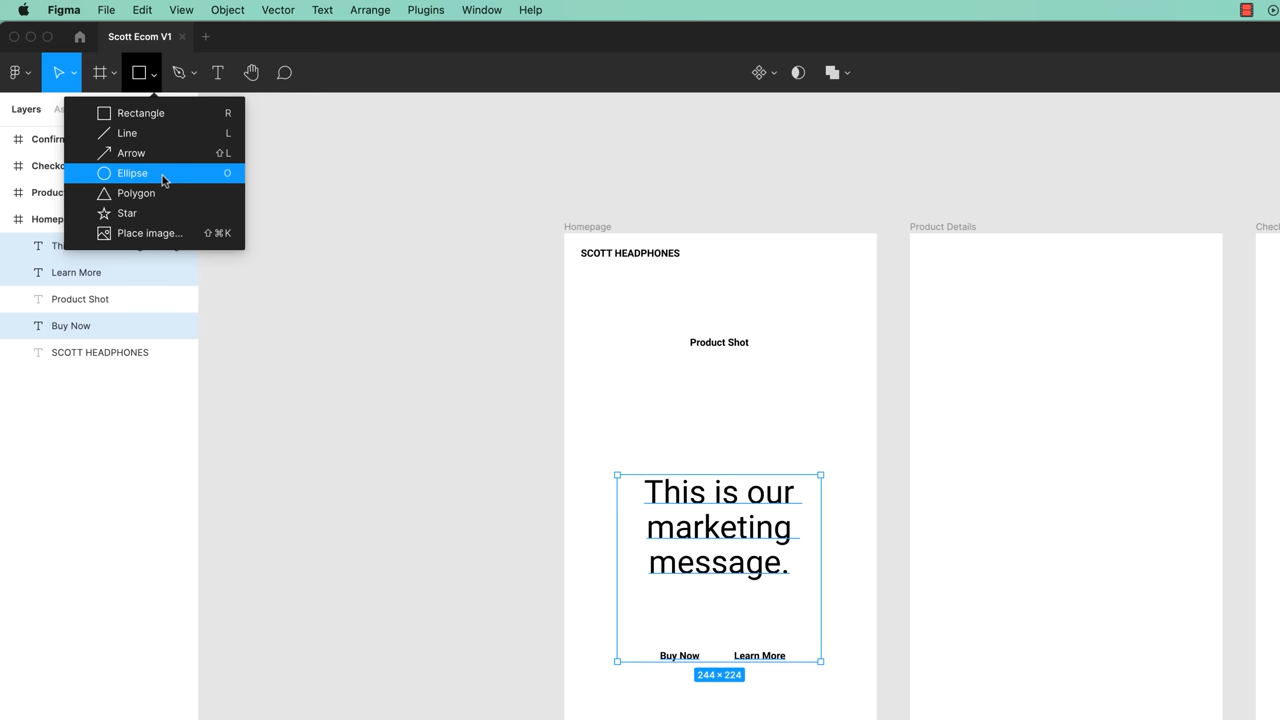 Figma File Edit View Object Vector Text Arrange Plugins Window Help
Scott Ecom V1
Layers As
Rectangle R
Line L
Arrow ⇧L
Ellipse O
Polygon
Star
Place image... ⇧⌘K
Confirm
Checko
Produc
Homep
Learn More
Product Shot
Buy Now
SCOTT HEADPHONES
Homepage
SCOTT HEADPHONES
Product Shot
This is our
marketing
message.
Buy Now Learn More
244 × 224
Product Details
Check